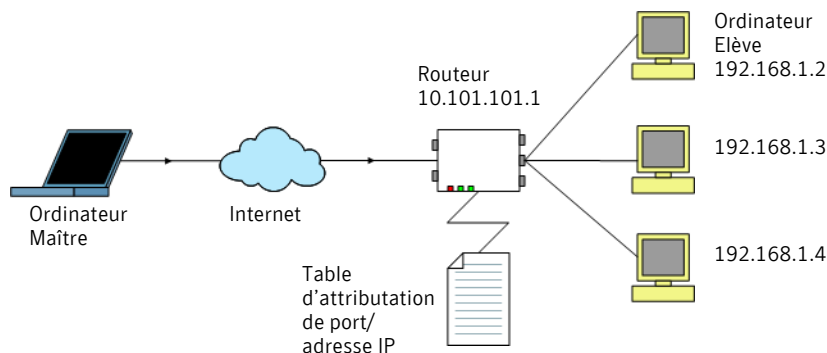 Ordinateur
Maître
Internet
Routeur
10.101.101.1
Table
d'attribution
de port/
adresse IP
Ordinateur
Elève
192.168.1.2
192.168.1.3
192.168.1.4